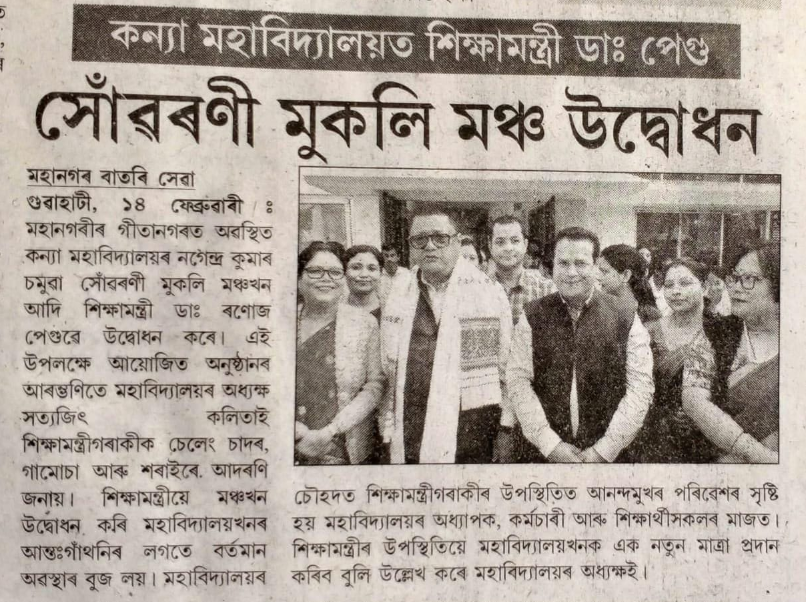 কন্যা মহাবিদ্যালয়ত শিক্ষামন্ত্ৰী ডাঃ পেগু
সোঁৱৰণী মুকলি মঞ্চ উদ্বোধন
মহানগৰ বাতৰি সেৱা
গুৱাহাটী, ১৪ ফেব্ৰুৱাৰী ঃ
মহানগৰীৰ গীতানগৰত অৱস্থিত
কন্যা মহাবিদ্যালয়ৰ নগেন্দ্ৰ কুমাৰ
চমুৱা সোঁৱৰণী মুকলি মঞ্চখন
আদি শিক্ষামন্ত্ৰী ডাঃ ৰণোজ
পেগুৱে উদ্বোধন কৰে। এই
উপলক্ষে আয়োজিত অনুষ্ঠানৰ
আৰম্ভণিতে মহাবিদ্যালয়ৰ অধ্যক্ষ
সত্যজিৎ কলিতাই
শিক্ষামন্ত্ৰীগৰাকীক চেলেং চাদৰ,
গামোচা আৰু শৰাইৰে আদৰণি
জনায়। শিক্ষামন্ত্ৰীয়ে মঞ্চখন
উদ্বোধন কৰি মহাবিদ্যালয়খনৰ
আন্তঃগাঁথনিৰ লগতে বৰ্তমান
অৱস্থাৰ বুজ লয়। মহাবিদ্যালয়ৰ
চৌহদত শিক্ষামন্ত্ৰীগৰাকীৰ উপস্থিতিত আনন্দমুখৰ পৰিৱেশৰ সৃষ্টি
হয় মহাবিদ্যালয়ৰ অধ্যাপক, কৰ্মচাৰী আৰু শিক্ষাৰ্থীসকলৰ মাজত।
শিক্ষামন্ত্ৰীৰ উপস্থিতিয়ে মহাবিদ্যালয়খনক এক নতুন মাত্ৰা প্ৰদান
কৰিব বুলি উল্লেখ কৰে মহাবিদ্যালয়ৰ অধ্যক্ষই।